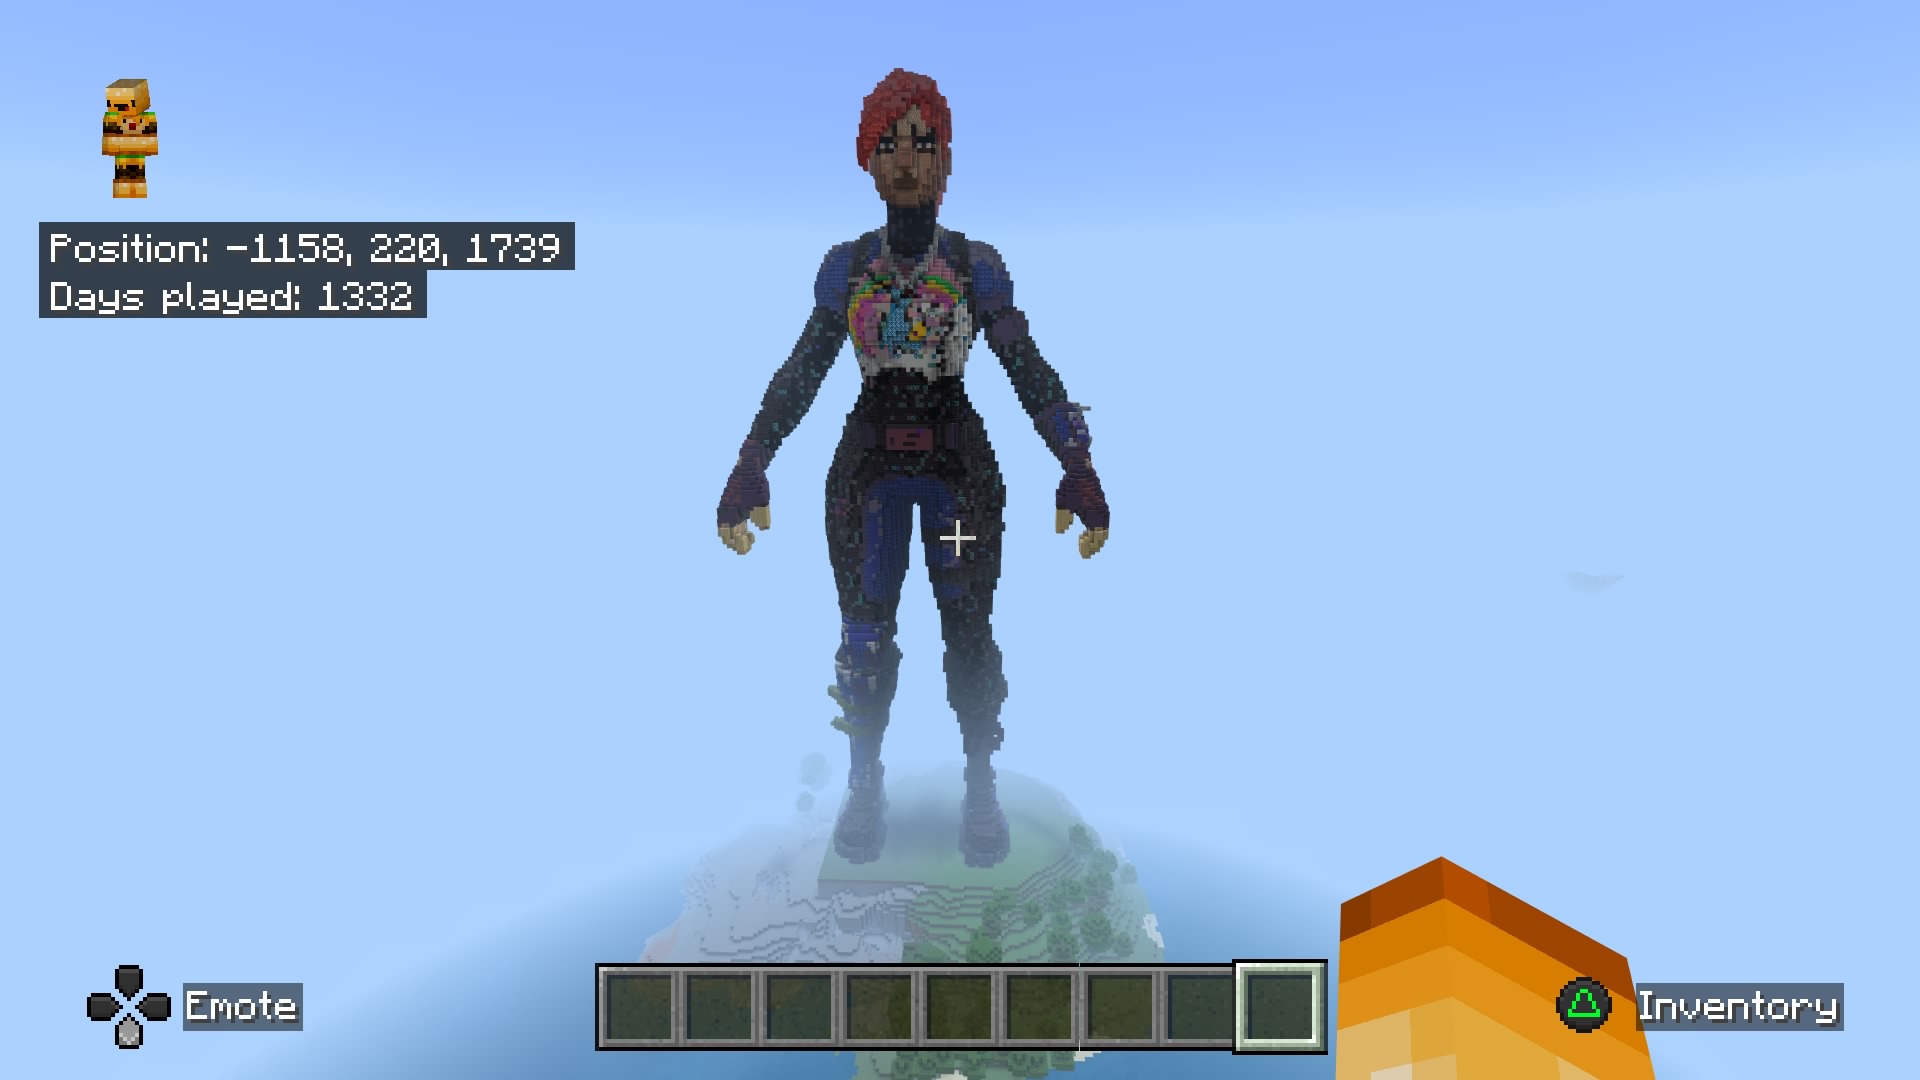 Position: -1158, 220, 1739
Days played: 1332
Emote
Inventory